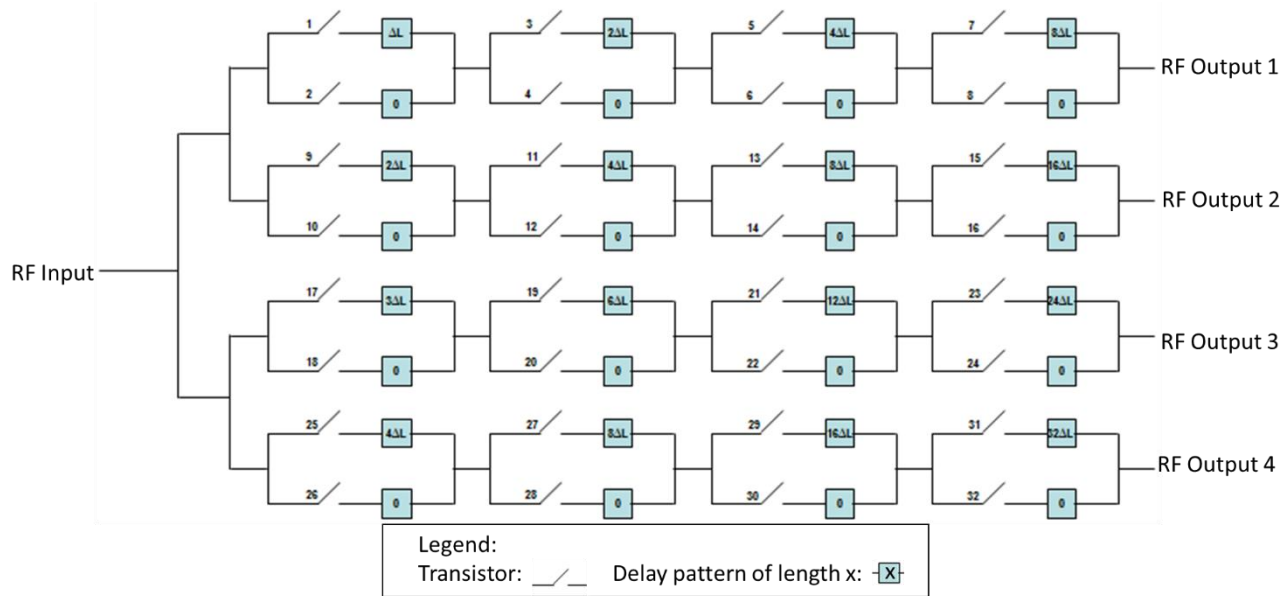 1 ΔL 3 2ΔL 5 4ΔL 7 8ΔL
RF Output 1
2 0 4 0 6 0 8 0
9 2ΔL 11 4ΔL 13 8ΔL 15 16ΔL
RF Output 2
10 0 12 0 14 0 16 0
RF Input
17 3ΔL 19 6ΔL 21 12ΔL 23 24ΔL
RF Output 3
18 0 20 0 22 0 24 0
25 4ΔL 27 8ΔL 29 16ΔL 31 32ΔL
RF Output 4
26 0 28 0 30 0 32 0
Legend:
Transistor: Delay pattern of length x: X